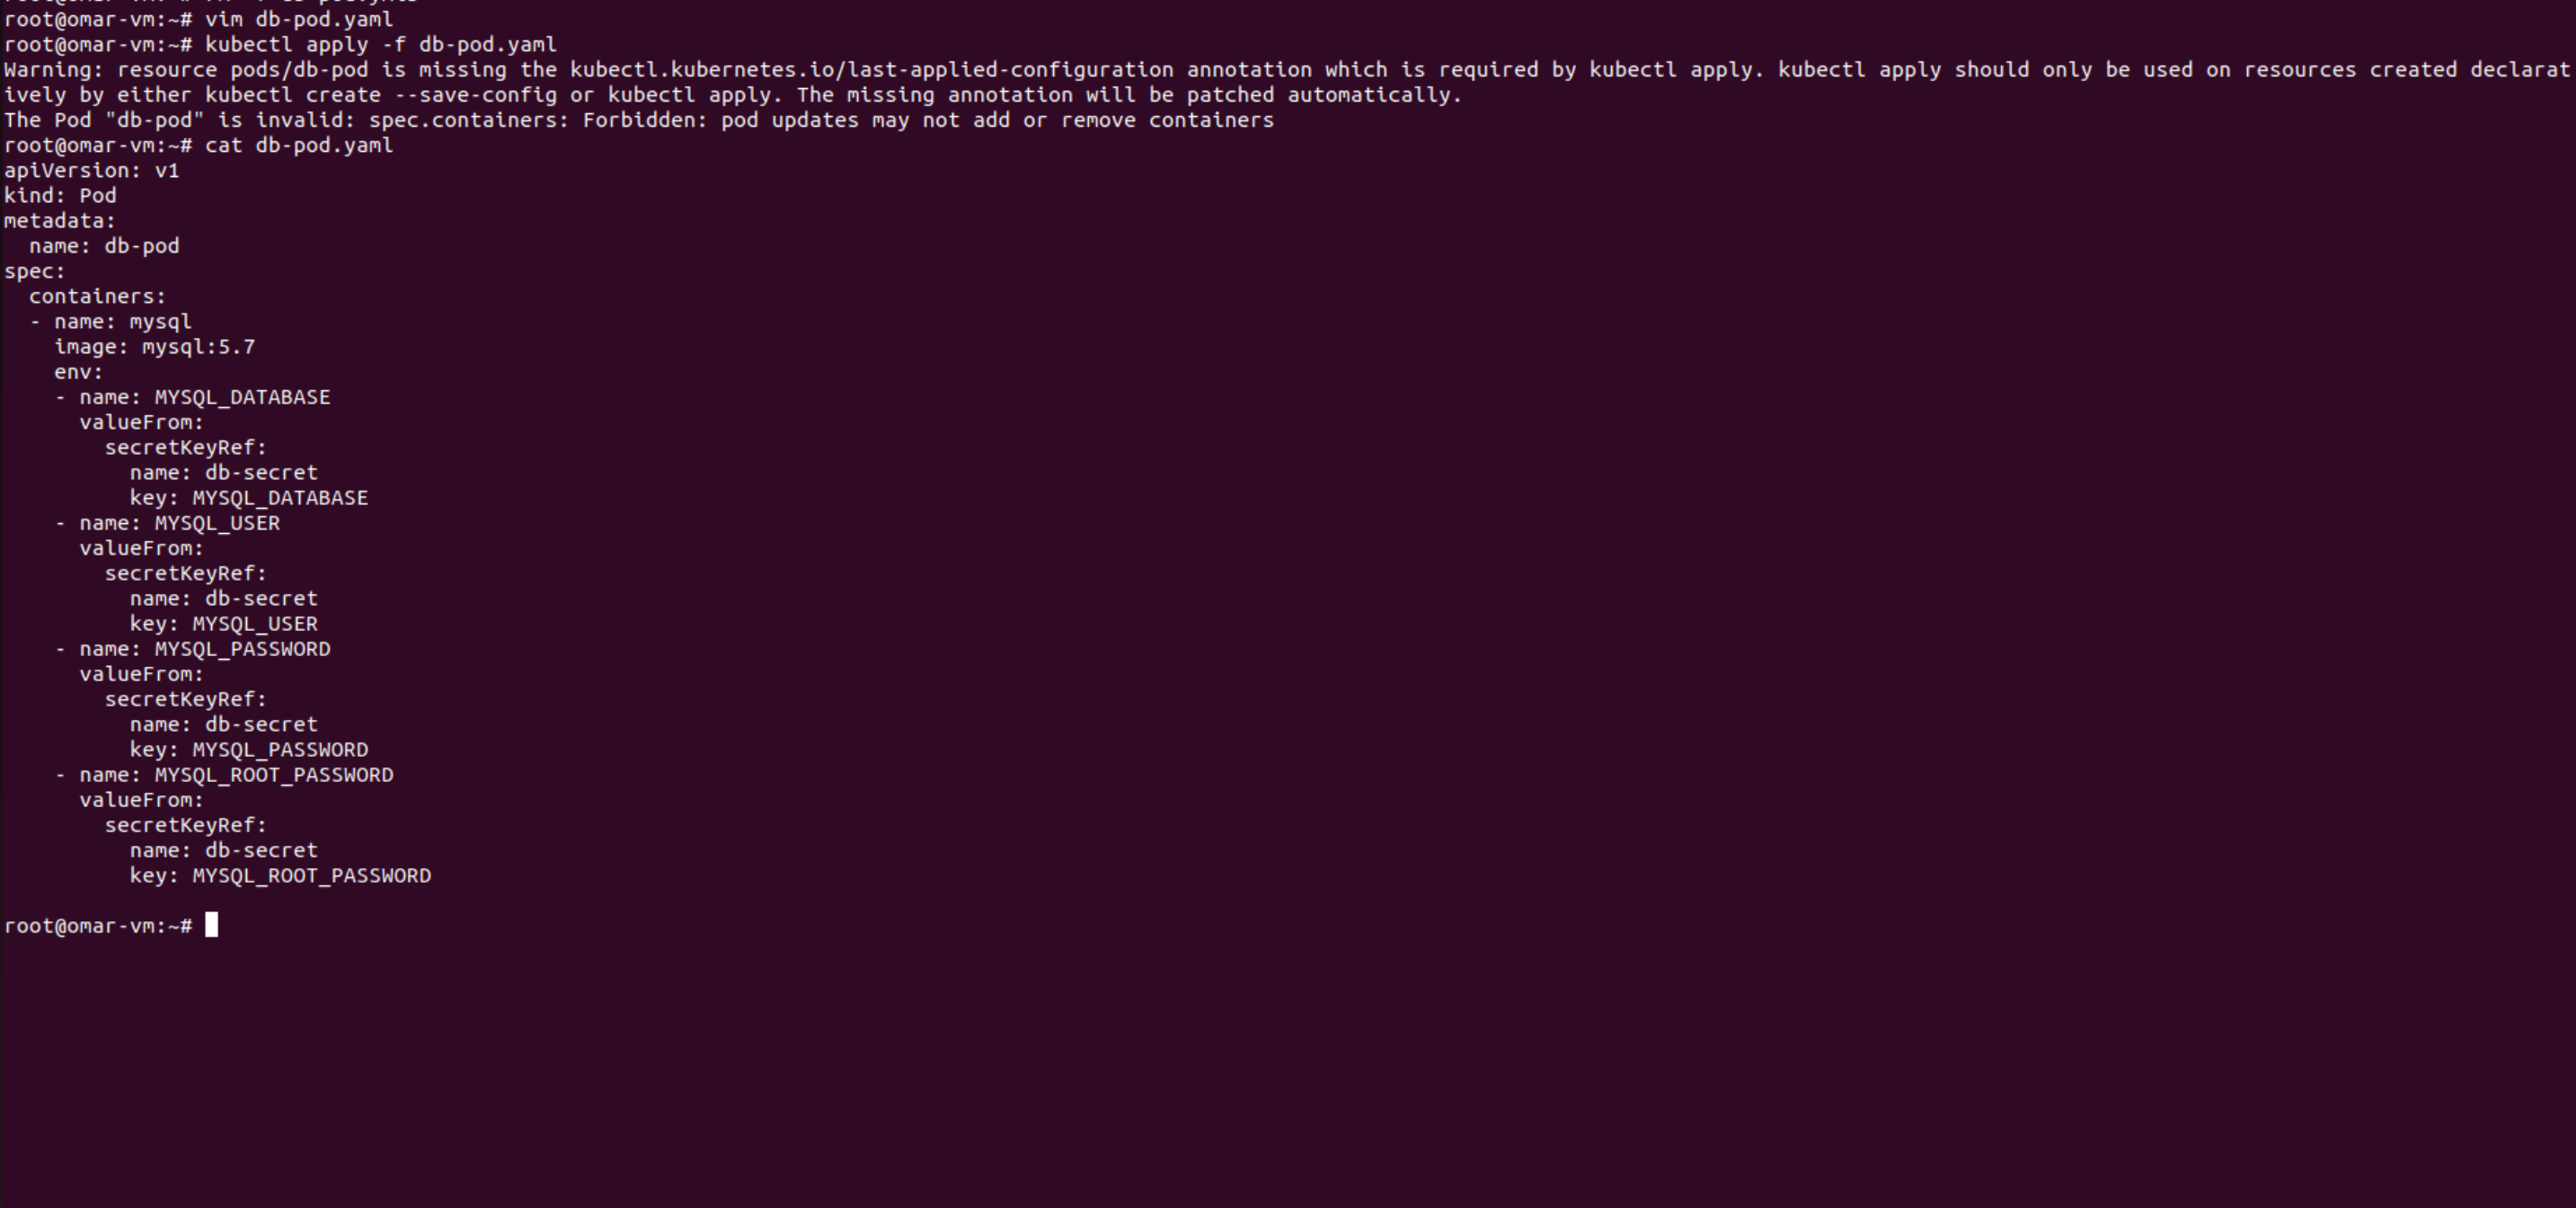 root@omar-vm:~# vim db-pod.yaml
root@omar-vm:~# kubectl apply -f db-pod.yaml
Warning: resource pods/db-pod is missing the kubectl.kubernetes.io/last-applied-configuration annotation which is required by kubectl apply. kubectl apply should only be used on resources created declarat
ively by either kubectl create --save-config or kubectl apply. The missing annotation will be patched automatically.
The Pod "db-pod" is invalid: spec.containers: Forbidden: pod updates may not add or remove containers
root@omar-vm:~# cat db-pod.yaml
apiVersion: v1
kind: Pod
metadata:
  name: db-pod
spec:
  containers:
  - name: mysql
    image: mysql:5.7
    env:
    - name: MYSQL_DATABASE
      valueFrom:
        secretKeyRef:
          name: db-secret
          key: MYSQL_DATABASE
    - name: MYSQL_USER
      valueFrom:
        secretKeyRef:
          name: db-secret
          key: MYSQL_USER
    - name: MYSQL_PASSWORD
      valueFrom:
        secretKeyRef:
          name: db-secret
          key: MYSQL_PASSWORD
    - name: MYSQL_ROOT_PASSWORD
      valueFrom:
        secretKeyRef:
          name: db-secret
          key: MYSQL_ROOT_PASSWORD

root@omar-vm:~#